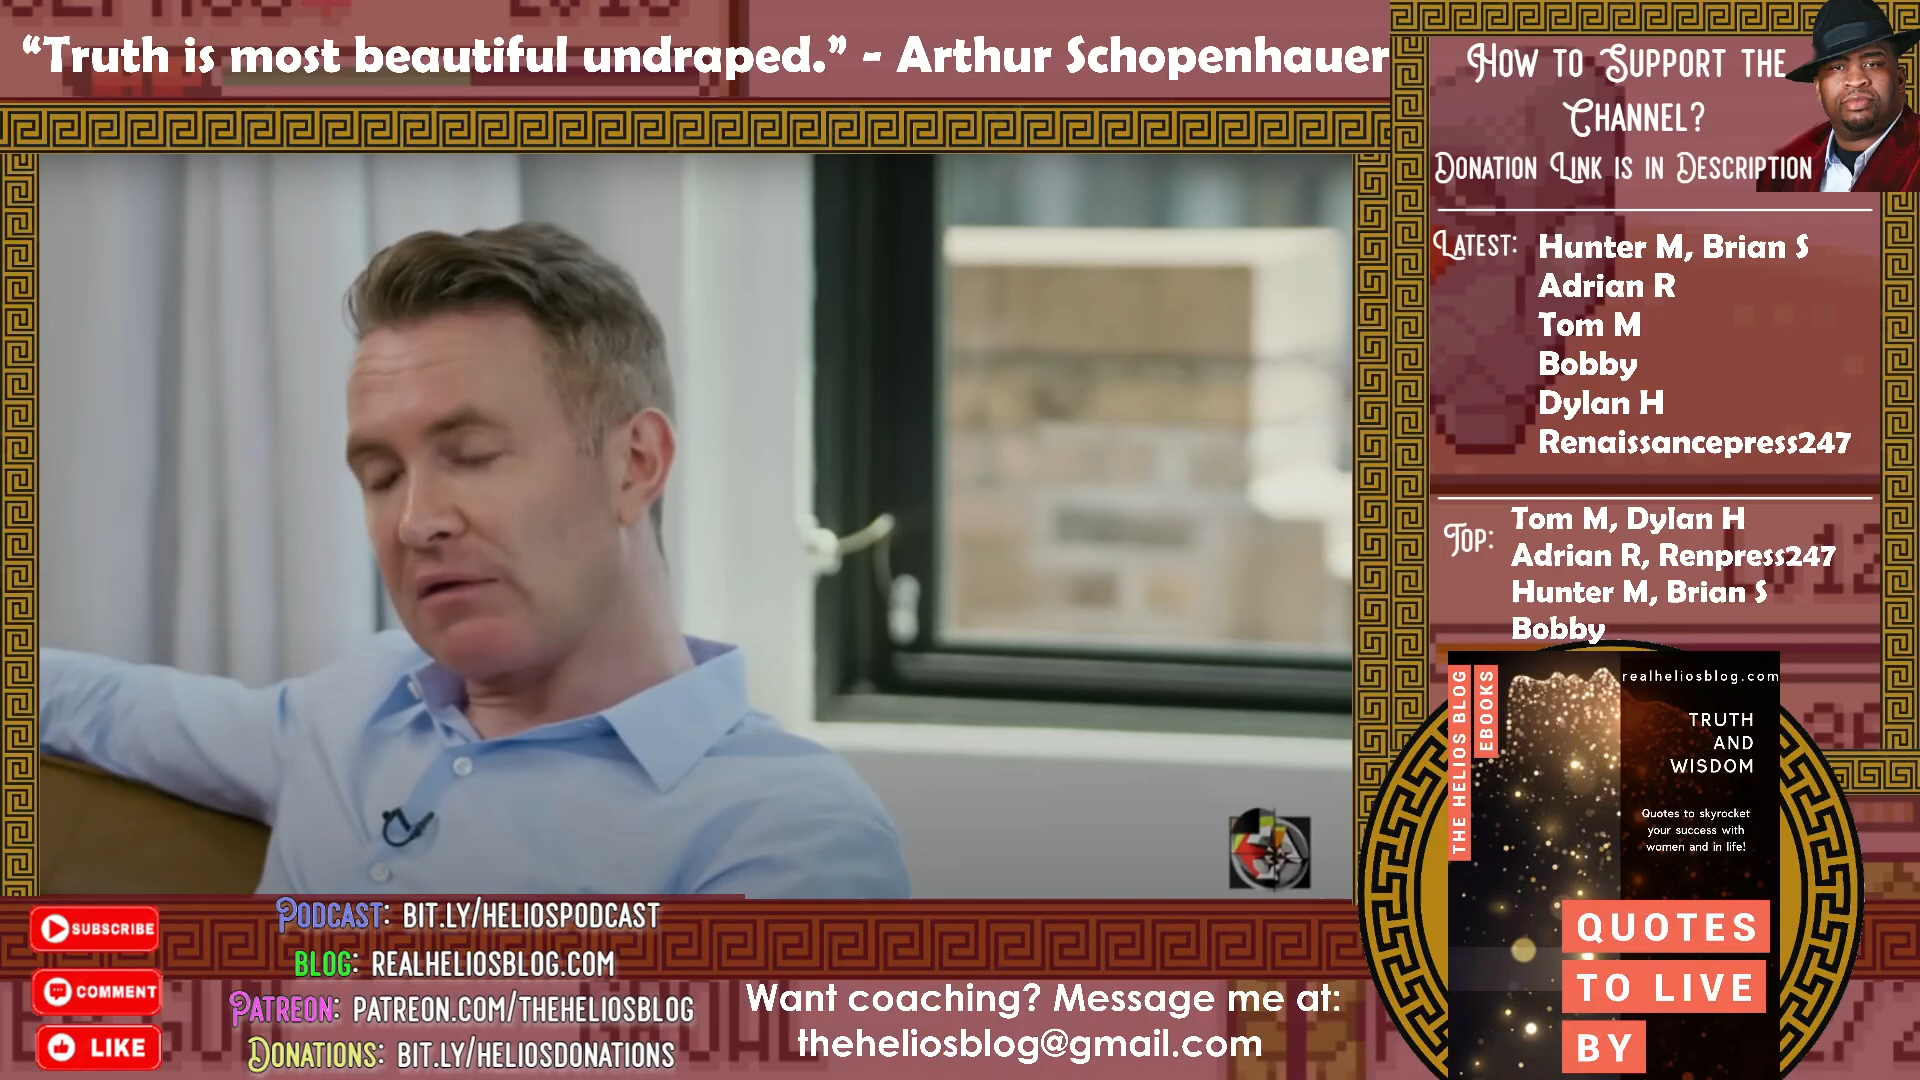 “Truth is most beautiful undraped.” - Arthur Schopenhauer
How to Support the
Channel?
Donation Link is in Description
Latest: Hunter M, Brian S
Adrian R
Tom M
Bobby
Dylan H
Renaissancepress247
Top: Tom M, Dylan H
Adrian R, Renpress247
Hunter M, Brian S
Bobby
THE HELIOS BLOG
EBOOKS
realheliosblog.com
TRUTH
AND
WISDOM
Quotes to skyrocket
your success with
women and in life!
QUOTES
TO LIVE
BY
SUBSCRIBE
COMMENT
LIKE
Podcast: bit.ly/heliospodcast
Blog: realheliosblog.com
Patreon: patreon.com/theheliosblog
Donations: bit.ly/heliosdonations
Want coaching? Message me at:
theheliosblog@gmail.com